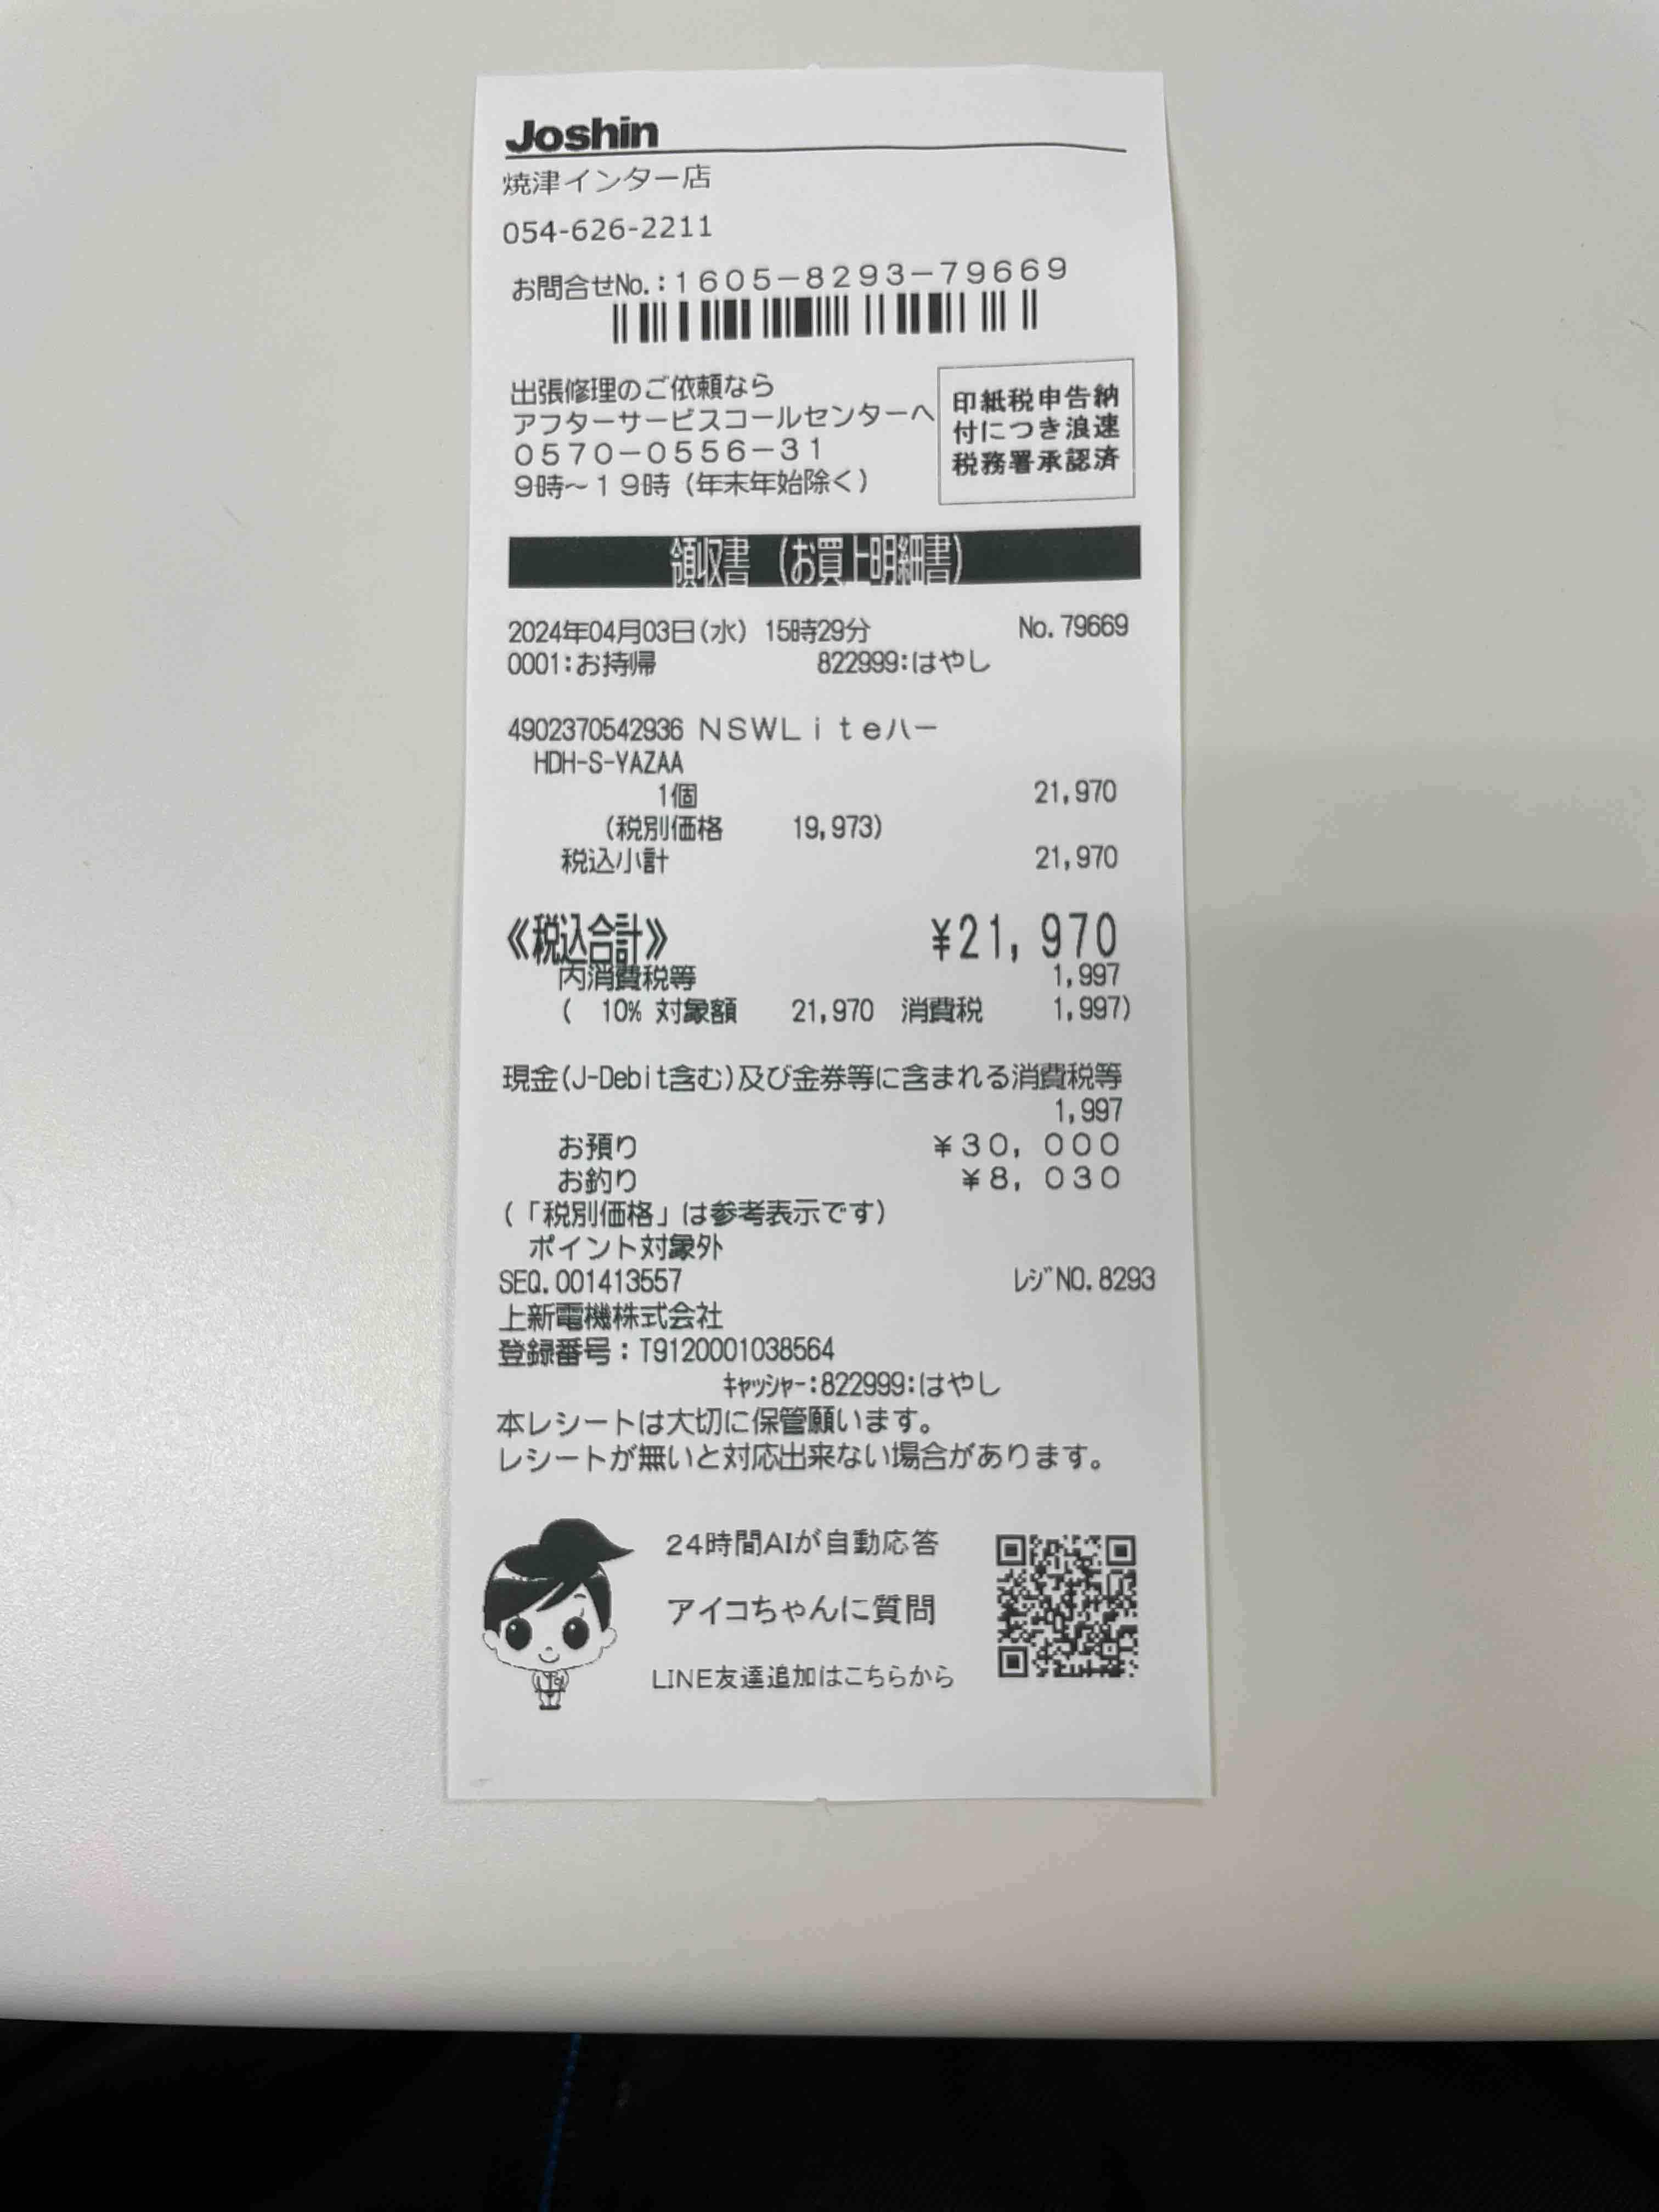 Joshin
焼津インター店
054-626-2211
お問合せNo.:1605-8293-79669
出張修理のご依頼なら
アフターサービスコールセンターへ
0570-0556-31
9時～19時（年末年始除く）
印紙税申告納
付につき浪速
税務署承認済
領収書（お買上明細書）
2024年04月03日(水) 15時29分 No.79669
0001:お持帰 822999:はやし
4902370542936 NSWLiteハー
HDH-S-YAZAA
1個 21,970
(税別価格 19,973)
税込小計 21,970
《税込合計》 ¥21,970
内消費税等 1,997
( 10% 対象額 21,970 消費税 1,997)
現金(J-Debit含む)及び金券等に含まれる消費税等
1,997
お預り ¥30,000
お釣り ¥8,030
(「税別価格」は参考表示です)
ポイント対象外
SEQ.001413557 ﾚｼﾞNO.8293
上新電機株式会社
登録番号：T9120001038564
ｷｬｯｼｬｰ:822999:はやし
本レシートは大切に保管願います。
レシートが無いと対応出来ない場合があります。
24時間AIが自動応答
アイコちゃんに質問
LINE友達追加はこちらから